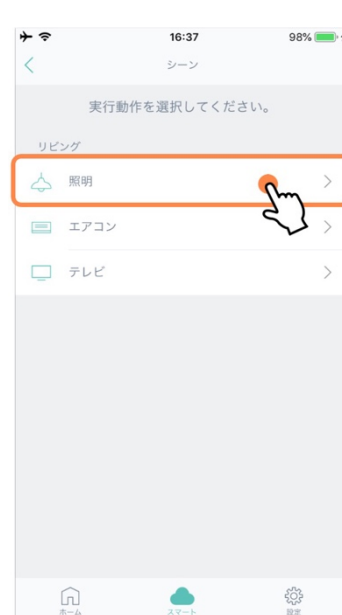 16:37
98%
シーン
実行動作を選択してください。
リビング
照明
エアコン
テレビ
ホーム
スマート
設定